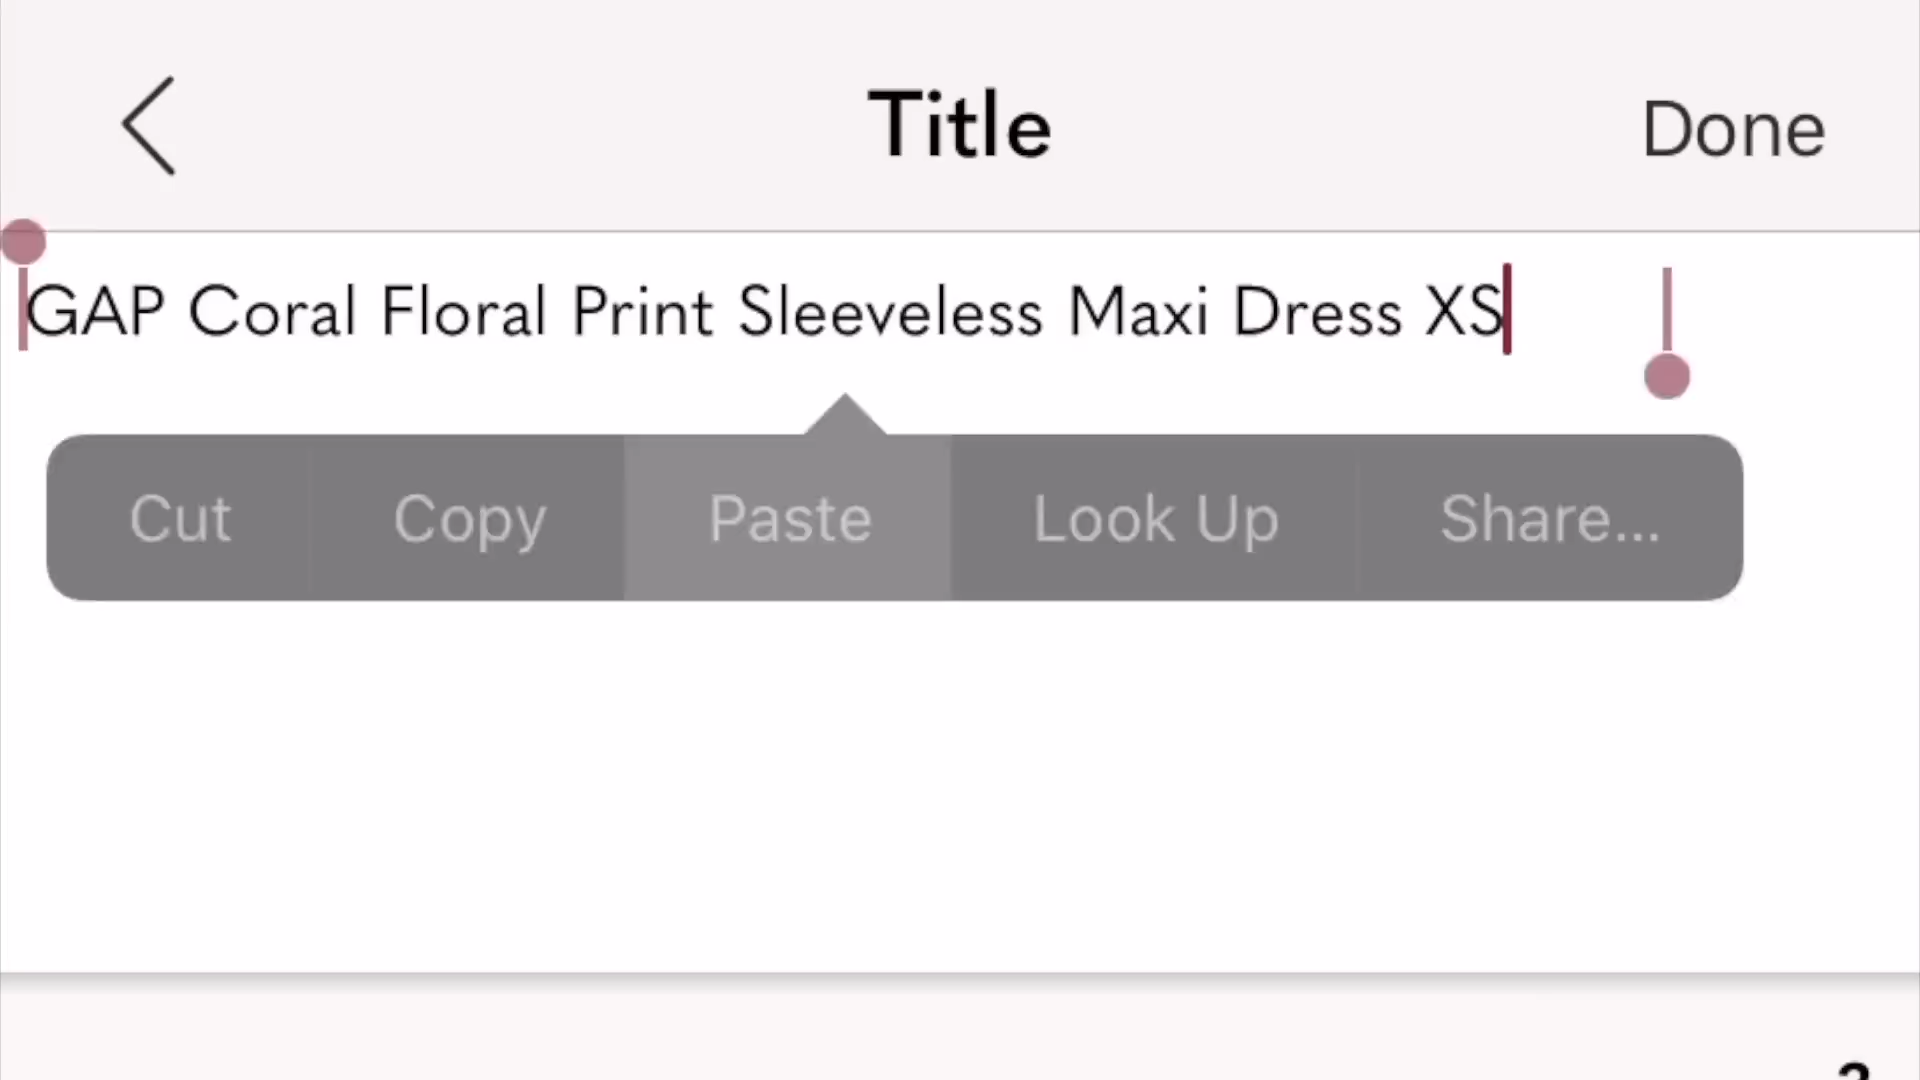 Title
Done
GAP Coral Floral Print Sleeveless Maxi Dress XS
Cut Copy Paste Look Up Share...